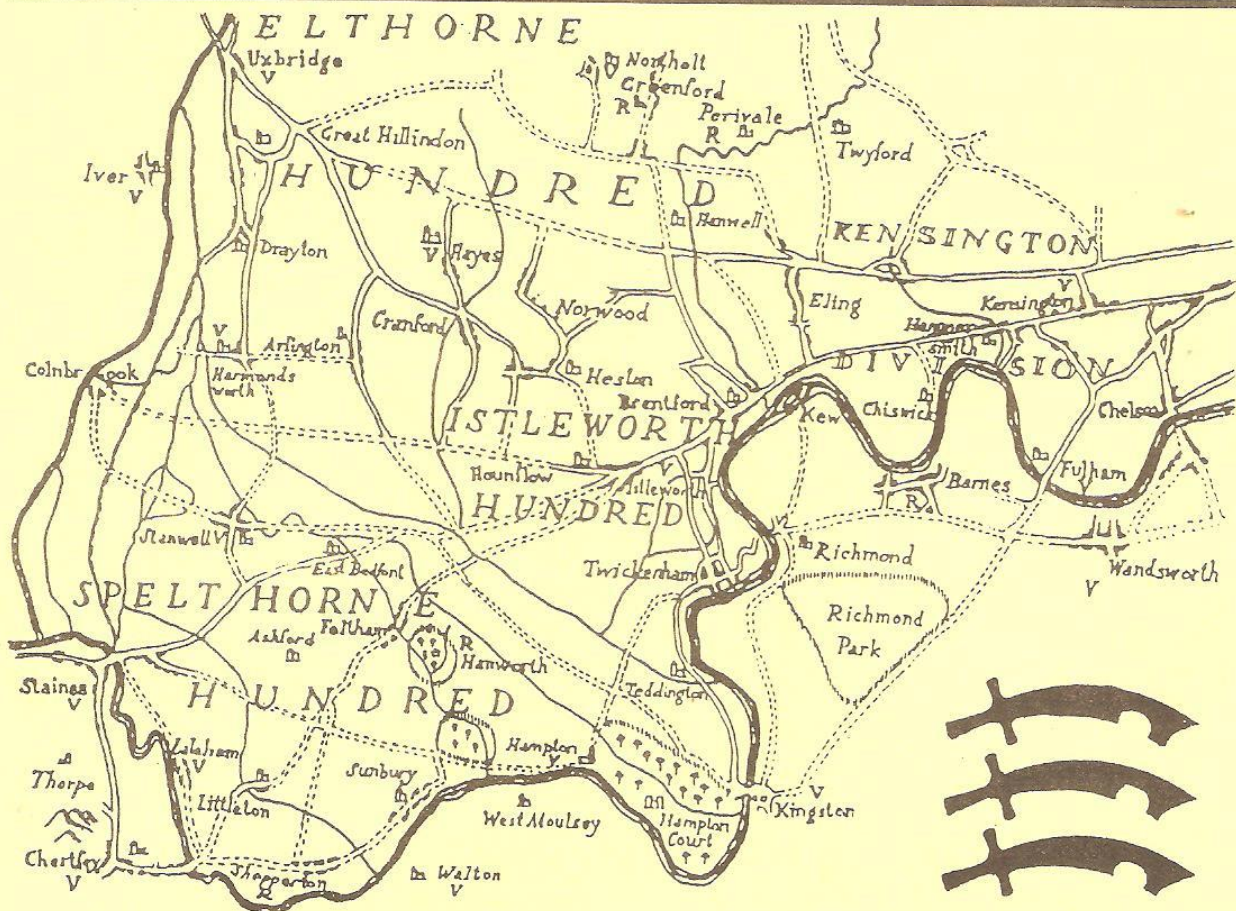 ELTHORNE
Uxbridge
V
Northolt
Greenford
R
Perivale
R
Twyford
Great Hillindon
Iver
V
HUNDRED
Hanwell
KENSINGTON
Drayton
V
Hayes
Eling
V
Kensington
Norwood
Cranford
Hammersmith
V
Arlington
DIVISION
Colnbrook
Harmonds
worth
Heston
Brentford
Kew
Chiswick
Chelsea
ISTLEWORTH
Hounslow
V
Istleworth
Barnes
Fulham
HUNDRED
R
V
Stanwell V
East Bedfont
Richmond
Wandsworth
V
Twickenham
SPELTHORNE
Feltham
Ashford
R
Hanworth
Richmond
Park
Staines
V
HUNDRED
Teddington
Lalaham
V
Hampton
V
Thorpe
Sunbury
Littleton
West Moulsey
Hampton
Court
V
Kingston
Chertsey
V
Shepperton
R
Walton
V